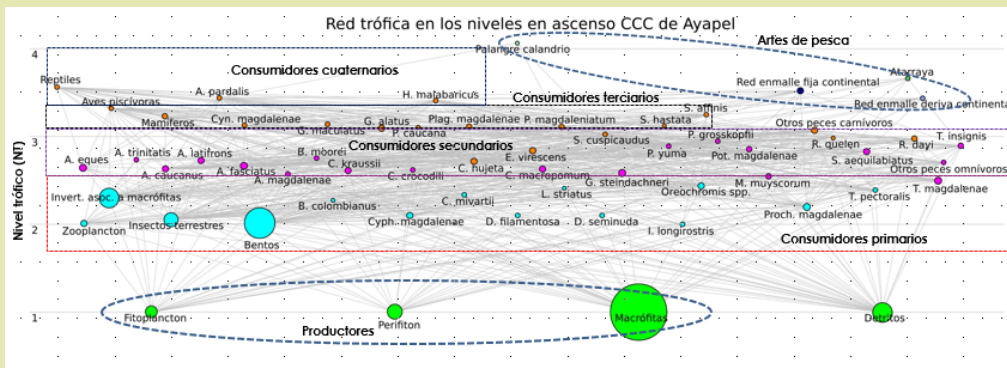 Red trófica en los niveles en ascenso CCC de Ayapel
4
Palangre calandrio
Artes de pesca
Consumidores cuaternarios
Reptiles
A. pardalis
H. malabaricus
Red enmalle fija continental
Atarraya
Aves piscívoras
Consumidores terciarios
S. affinis
Red enmalle deriva continental
Mamíferos
Cyn. magdalenae
G. alatus
Plag. magdalenae
P. magdaleniatum
S. hastata
Otros peces carnívoros
G. maculatus
P. caucana
S. cuspicaudus
P. grosskopfii
R. quelen
R. dayi
T. insignis
3
Consumidores secundarios
A. eques
A. trinitatis
A. latifrons
B. moorei
E. virescens
P. yuma
Pot. magdalenae
S. aequilabiatus
A. caucanus
A. fasciatus
C. kraussii
C. hujeta
Otros peces omnívoros
A. magdalenae
C. crocodili
C. macropomum
G. steindachneri
M. muyscorum
T. magdalenae
Invert. asoc. a macrófitas
B. colombianus
C. mivartii
L. striatus
Oreochromis spp.
T. pectoralis
Zooplancton
Insectos terrestres
Cyph. magdalenae
D. filamentosa
D. seminuda
Proch. magdalenae
2
Bentos
I. longirostris
Consumidores primarios
Nivel trófico (NT)
1
Fitoplancton
Perifiton
Macrófitas
Detritos
Productores